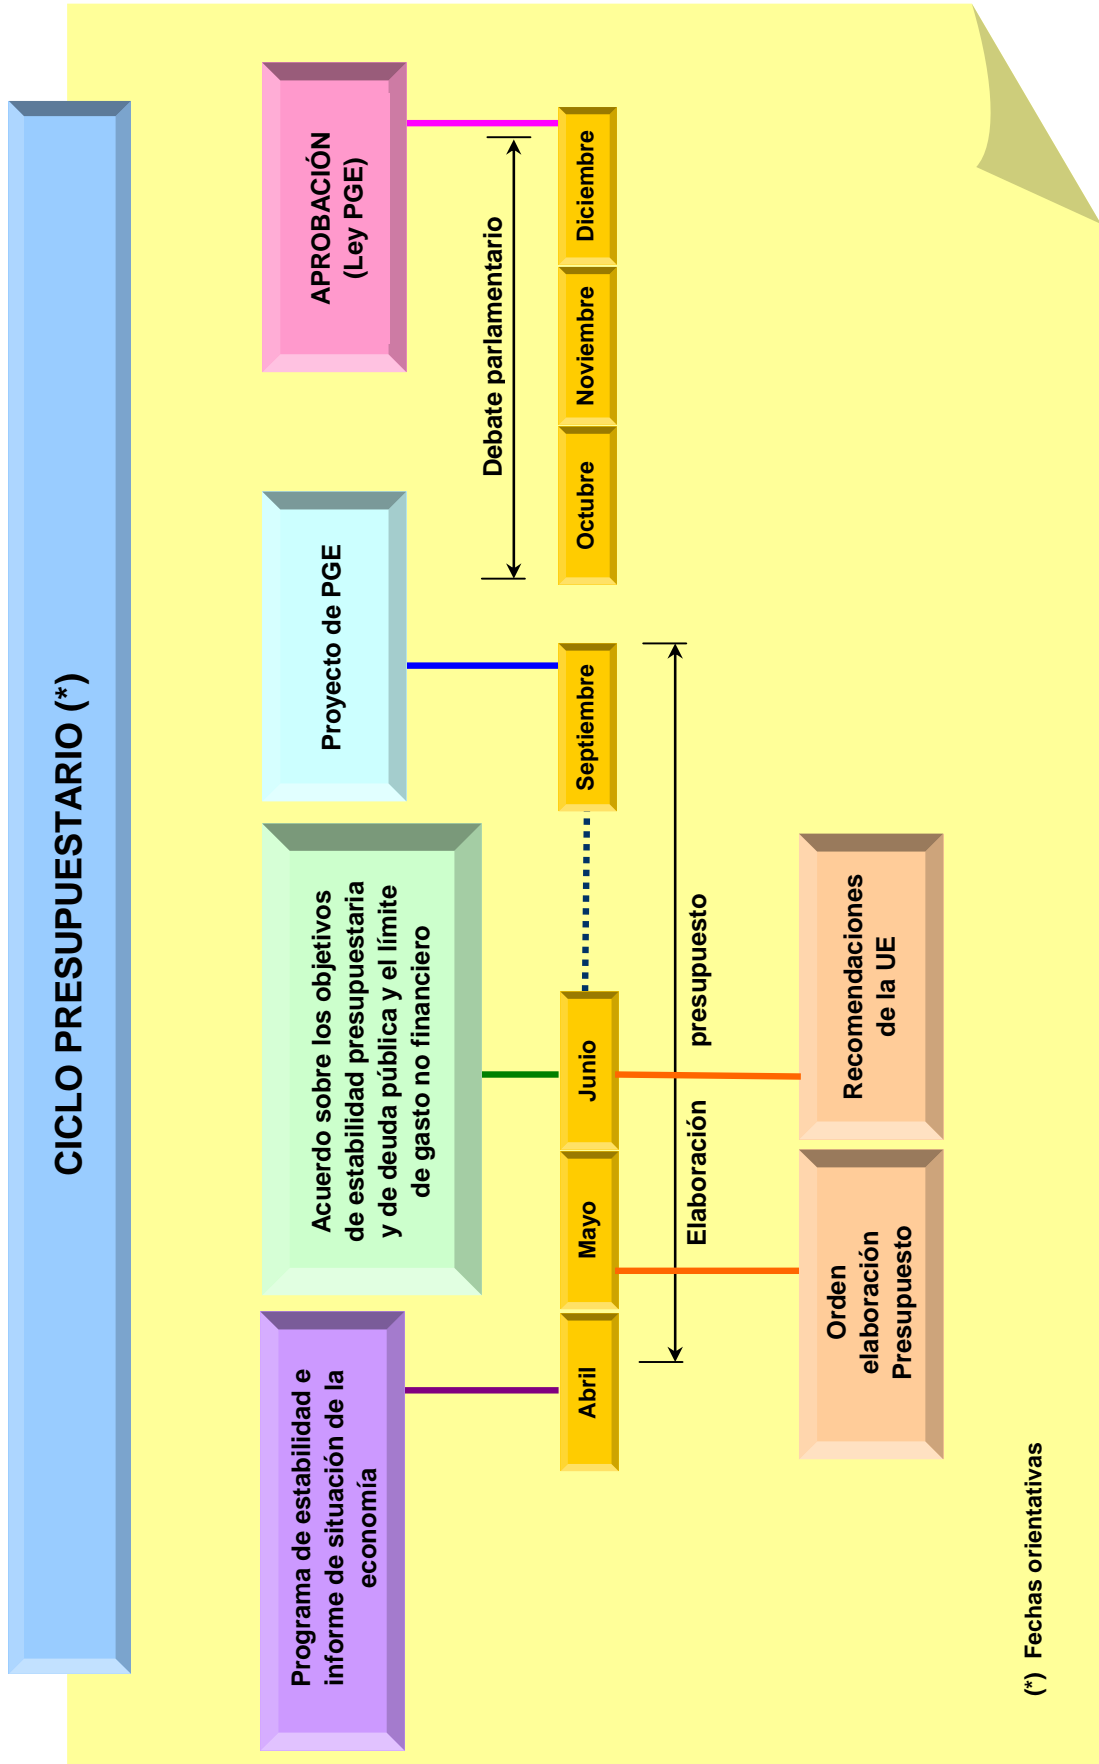 CICLO PRESUPUESTARIO (*)
Programa de estabilidad e
informe de situación de la
economía
Acuerdo sobre los objetivos
de estabilidad presupuestaria
y de deuda pública y el límite
de gasto no financiero
Proyecto de PGE
APROBACIÓN
(Ley PGE)
Debate parlamentario
Abril
Mayo
Junio
Septiembre
Octubre
Noviembre
Diciembre
Elaboración presupuesto
Orden
elaboración
Presupuesto
Recomendaciones
de la UE
(*) Fechas orientativas